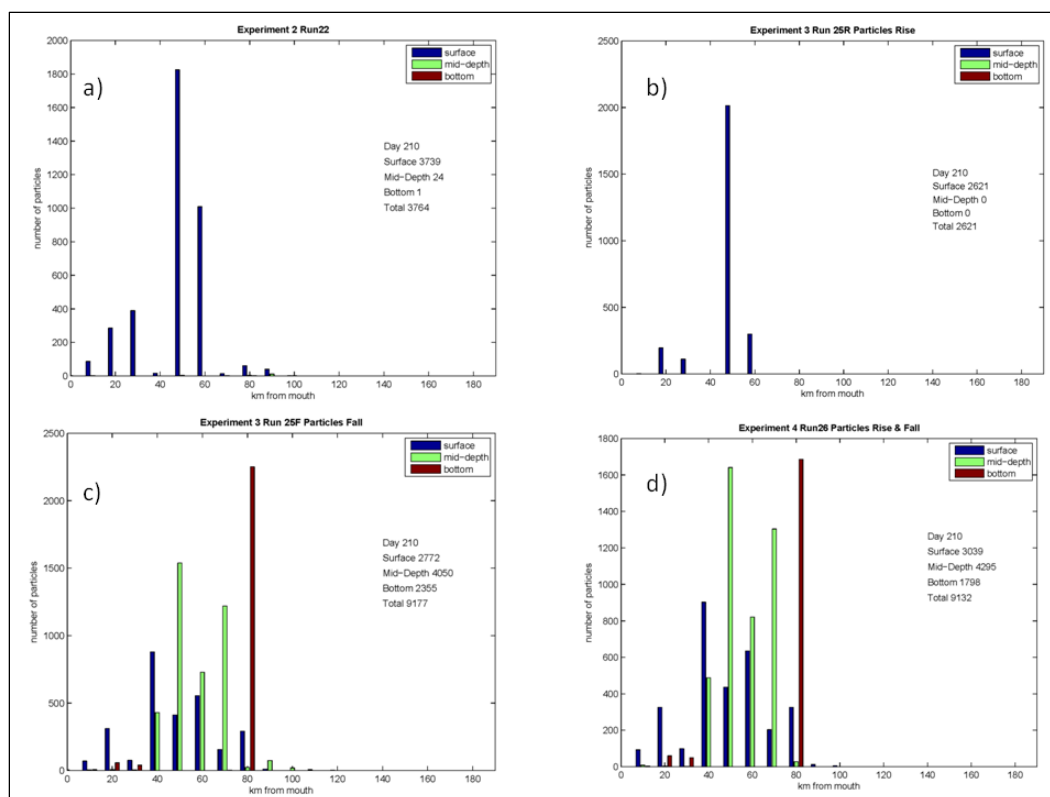 Experiment 2 Run22
2000
1800
1600
1400
1200
1000
800
600
400
200
0
number of particles
0 20 40 60 80 100 120 140 160 180
km from mouth
a)
surface
mid-depth
bottom
Day 210
Surface 3739
Mid-Depth 24
Bottom 1
Total 3764
Experiment 3 Run 25R Particles Rise
2500
2000
1500
1000
500
0
number of particles
0 20 40 60 80 100 120 140 160 180
km from mouth
b)
surface
mid-depth
bottom
Day 210
Surface 2621
Mid-Depth 0
Bottom 0
Total 2621
Experiment 3 Run 25F Particles Fall
2500
2000
1500
1000
500
0
number of particles
0 20 40 60 80 100 120 140 160 180
km from mouth
c)
surface
mid-depth
bottom
Day 210
Surface 2772
Mid-Depth 4050
Bottom 2355
Total 9177
Experiment 4 Run26 Particles Rise & Fall
1800
1600
1400
1200
1000
800
600
400
200
0
number of particles
0 20 40 60 80 100 120 140 160 180
km from mouth
d)
surface
mid-depth
bottom
Day 210
Surface 3039
Mid-Depth 4295
Bottom 1798
Total 9132